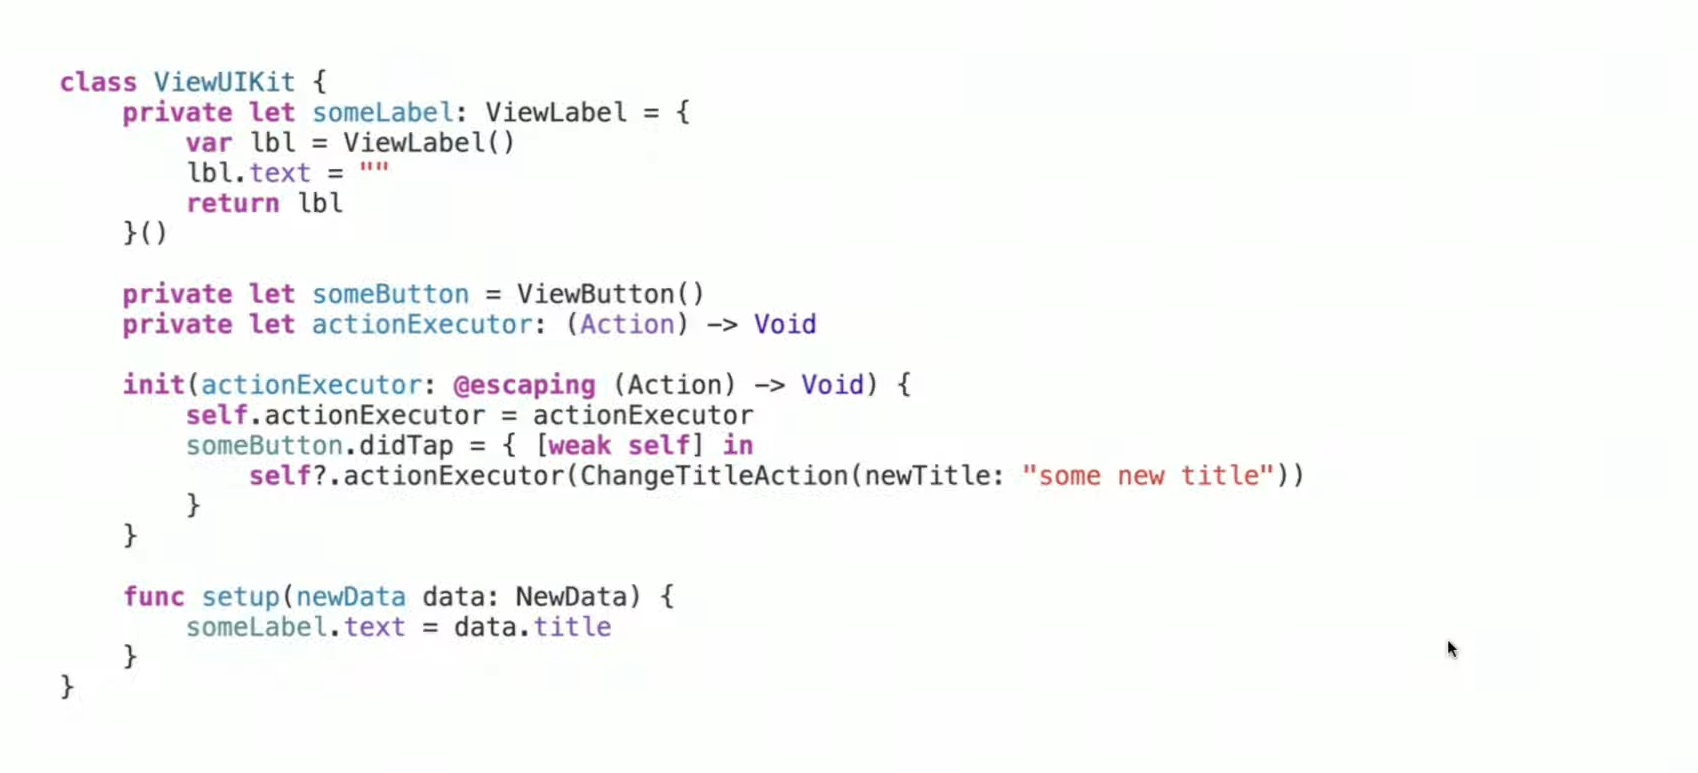 class ViewUIKit {
    private let someLabel: ViewLabel = {
        var lbl = ViewLabel()
        lbl.text = ""
        return lbl
    }()

    private let someButton = ViewButton()
    private let actionExecutor: (Action) -> Void

    init(actionExecutor: @escaping (Action) -> Void) {
        self.actionExecutor = actionExecutor
        someButton.didTap = { [weak self] in
            self?.actionExecutor(ChangeTitleAction(newTitle: "some new title"))
        }
    }

    func setup(newData data: NewData) {
        someLabel.text = data.title
    }
}